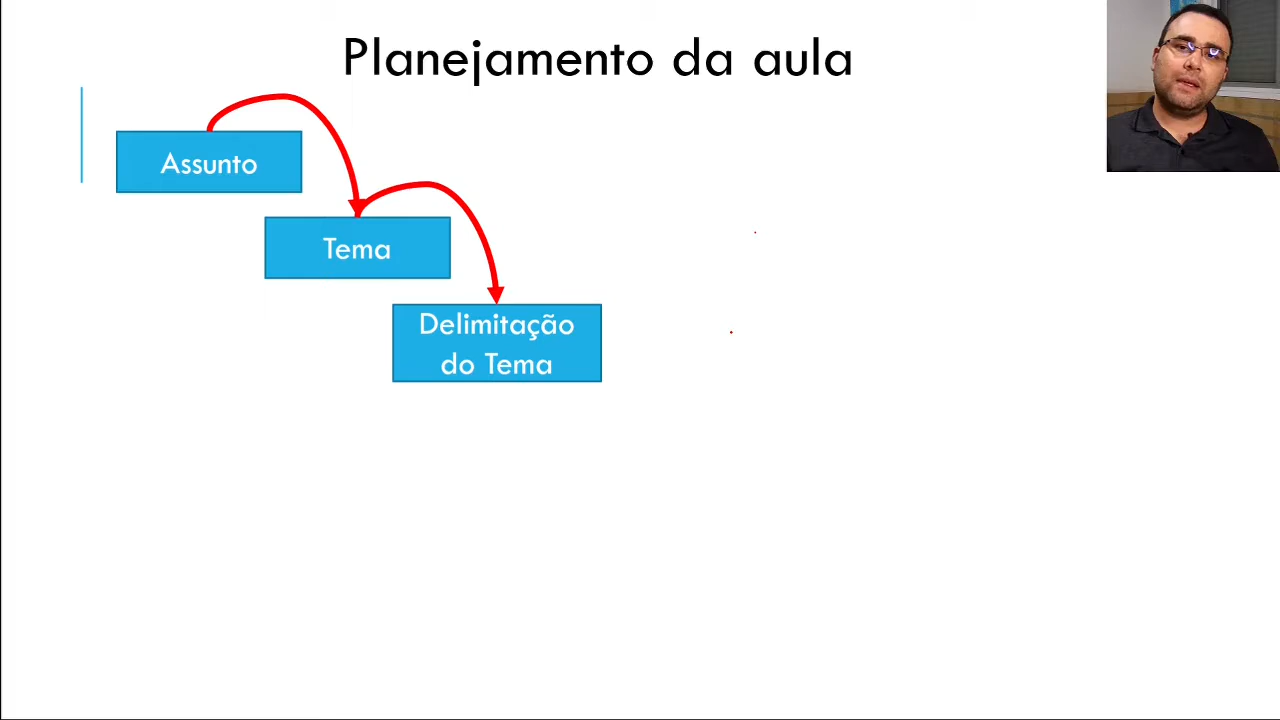 Planejamento da aula
Assunto
Tema
Delimitação
do Tema